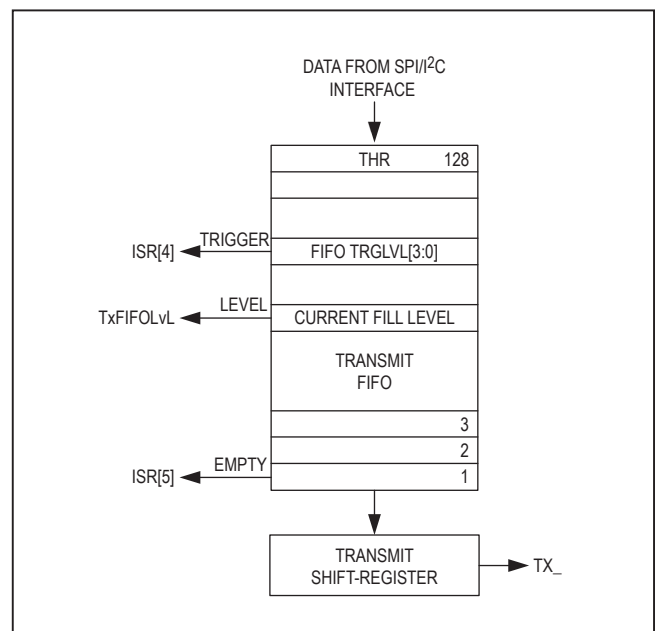 DATA FROM SPI/I²C
INTERFACE
THR 128
TRIGGER
ISR[4]
FIFO TRGLVL[3:0]
LEVEL
TxFIFOLvL
CURRENT FILL LEVEL
TRANSMIT
FIFO
3
2
EMPTY
ISR[5]
1
TRANSMIT
SHIFT-REGISTER
TX_